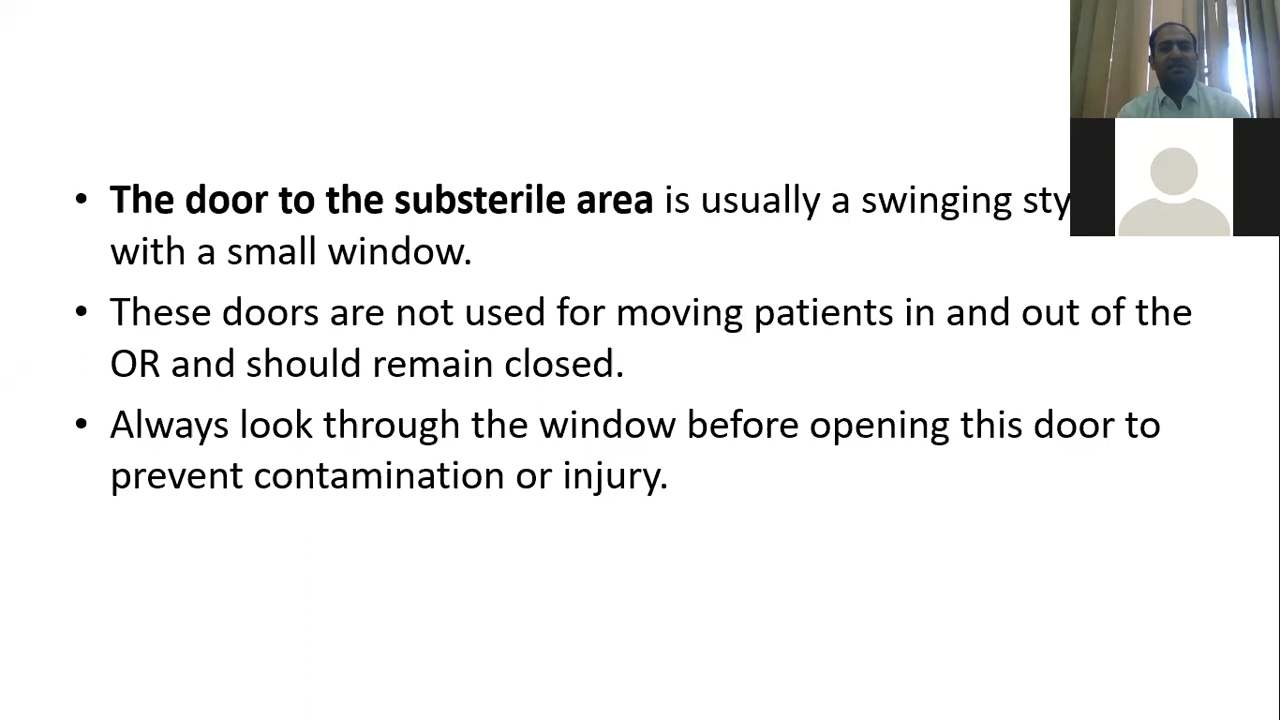 • The door to the substerile area is usually a swinging
with a small window.
• These doors are not used for moving patients in and out of the
OR and should remain closed.
• Always look through the window before opening this door to
prevent contamination or injury.